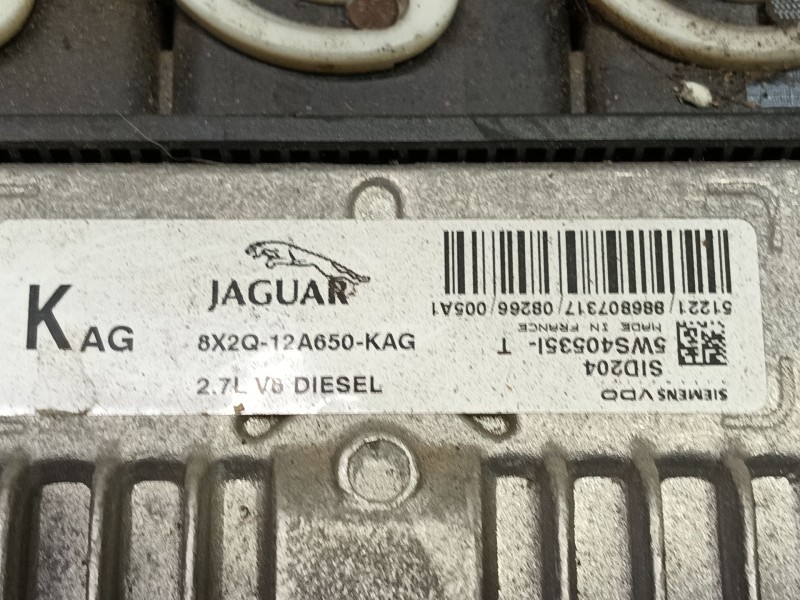 K AG
JAGUAR
8X2Q-12A650-KAG
2.7L V6 DIESEL
51221/986807317/08266/005A1
MADE IN FRANCE
5WS40535I-T
SID204
SIEMENS VDO